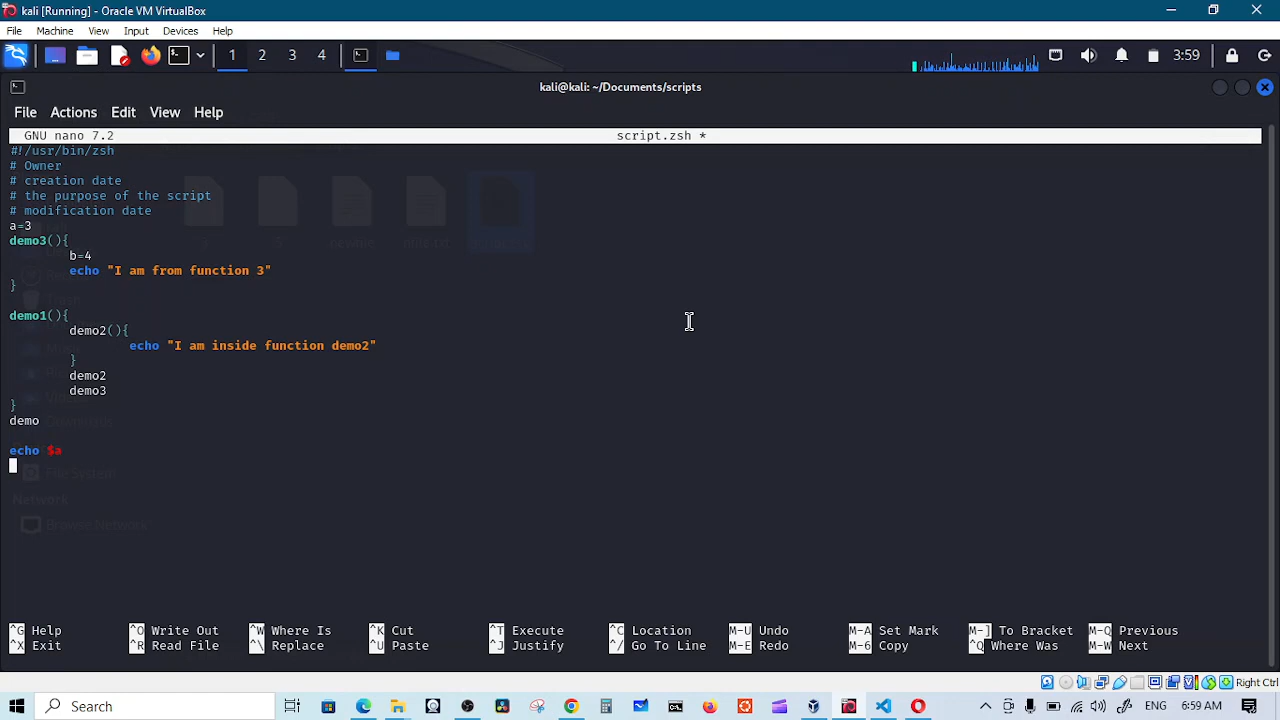 kali [Running] - Oracle VM VirtualBox
File Machine View Input Devices Help
1 2 3 4 3:59
kali@kali: ~/Documents/scripts
File Actions Edit View Help
GNU nano 7.2 script.zsh *
#!/usr/bin/zsh
# Owner
# creation date
# the purpose of the script
# modification date
a=3
demo3(){
b=4
echo "I am from function 3"
}
demo1(){
demo2(){
echo "I am inside function demo2"
}
demo2
demo3
}
demo
echo $a
File System
Network
Browse Network
^G Help ^O Write Out ^W Where Is ^K Cut ^T Execute ^C Location M-U Undo M-A Set Mark M-] To Bracket M-Q Previous
^X Exit ^R Read File ^\ Replace ^U Paste ^J Justify ^/ Go To Line M-E Redo M-6 Copy ^Q Where Was M-W Next
Right Ctrl
Search ENG 6:59 AM